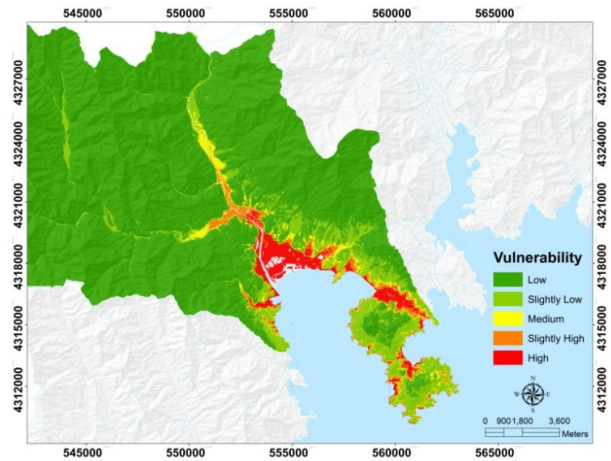 545000 550000 555000 560000 565000
4327000 4327000
4324000 4324000
4321000 4321000
4318000 4318000
4315000 4315000
4312000 4312000
Vulnerability
Low
Slightly Low
Medium
Slightly High
High
N
W E
S
0 900 1,800 3,600
Meters
545000 550000 555000 560000 565000